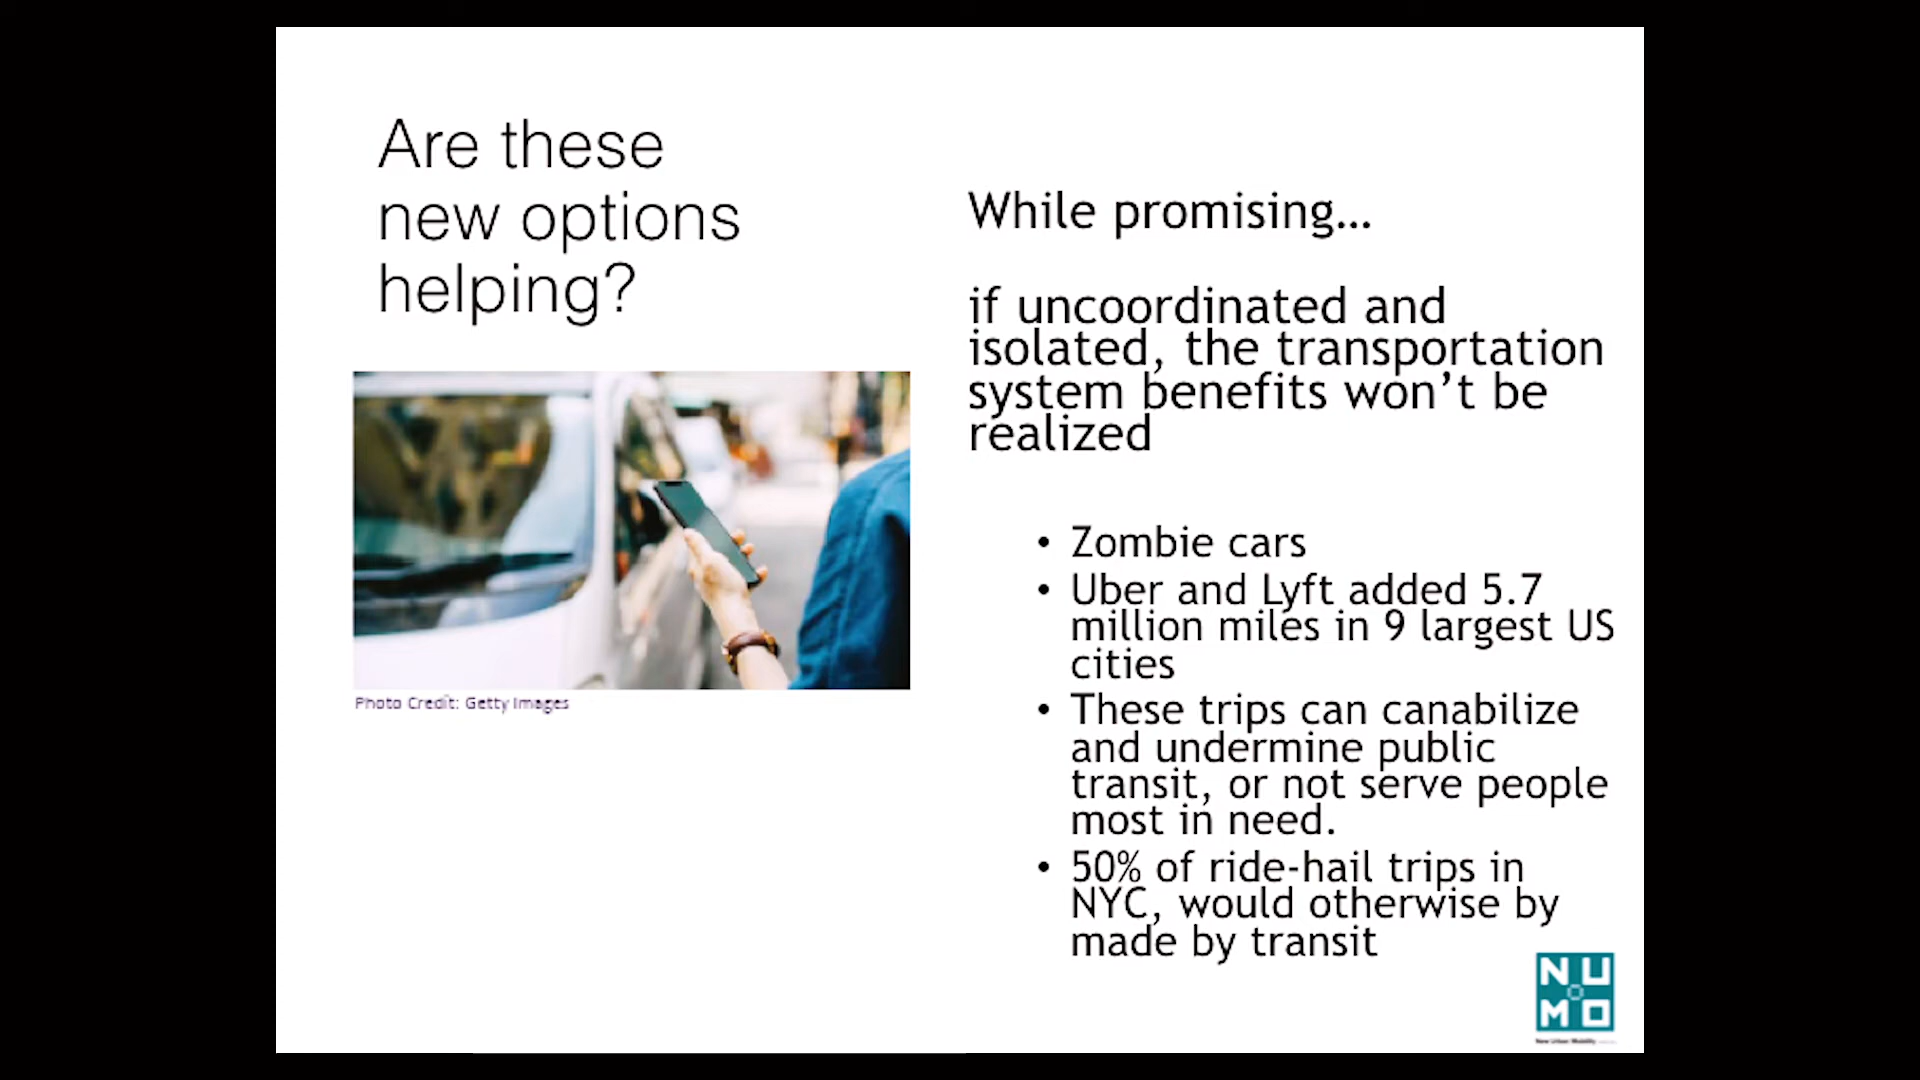 Are these
new options
helping?
Photo Credit: Getty Images
While promising...
if uncoordinated and
isolated, the transportation
system benefits won't be
realized
• Zombie cars
• Uber and Lyft added 5.7
million miles in 9 largest US
cities
• These trips can canabilize
and undermine public
transit, or not serve people
most in need.
• 50% of ride-hail trips in
NYC, would otherwise by
made by transit
NU
MO
New Urban Mobility